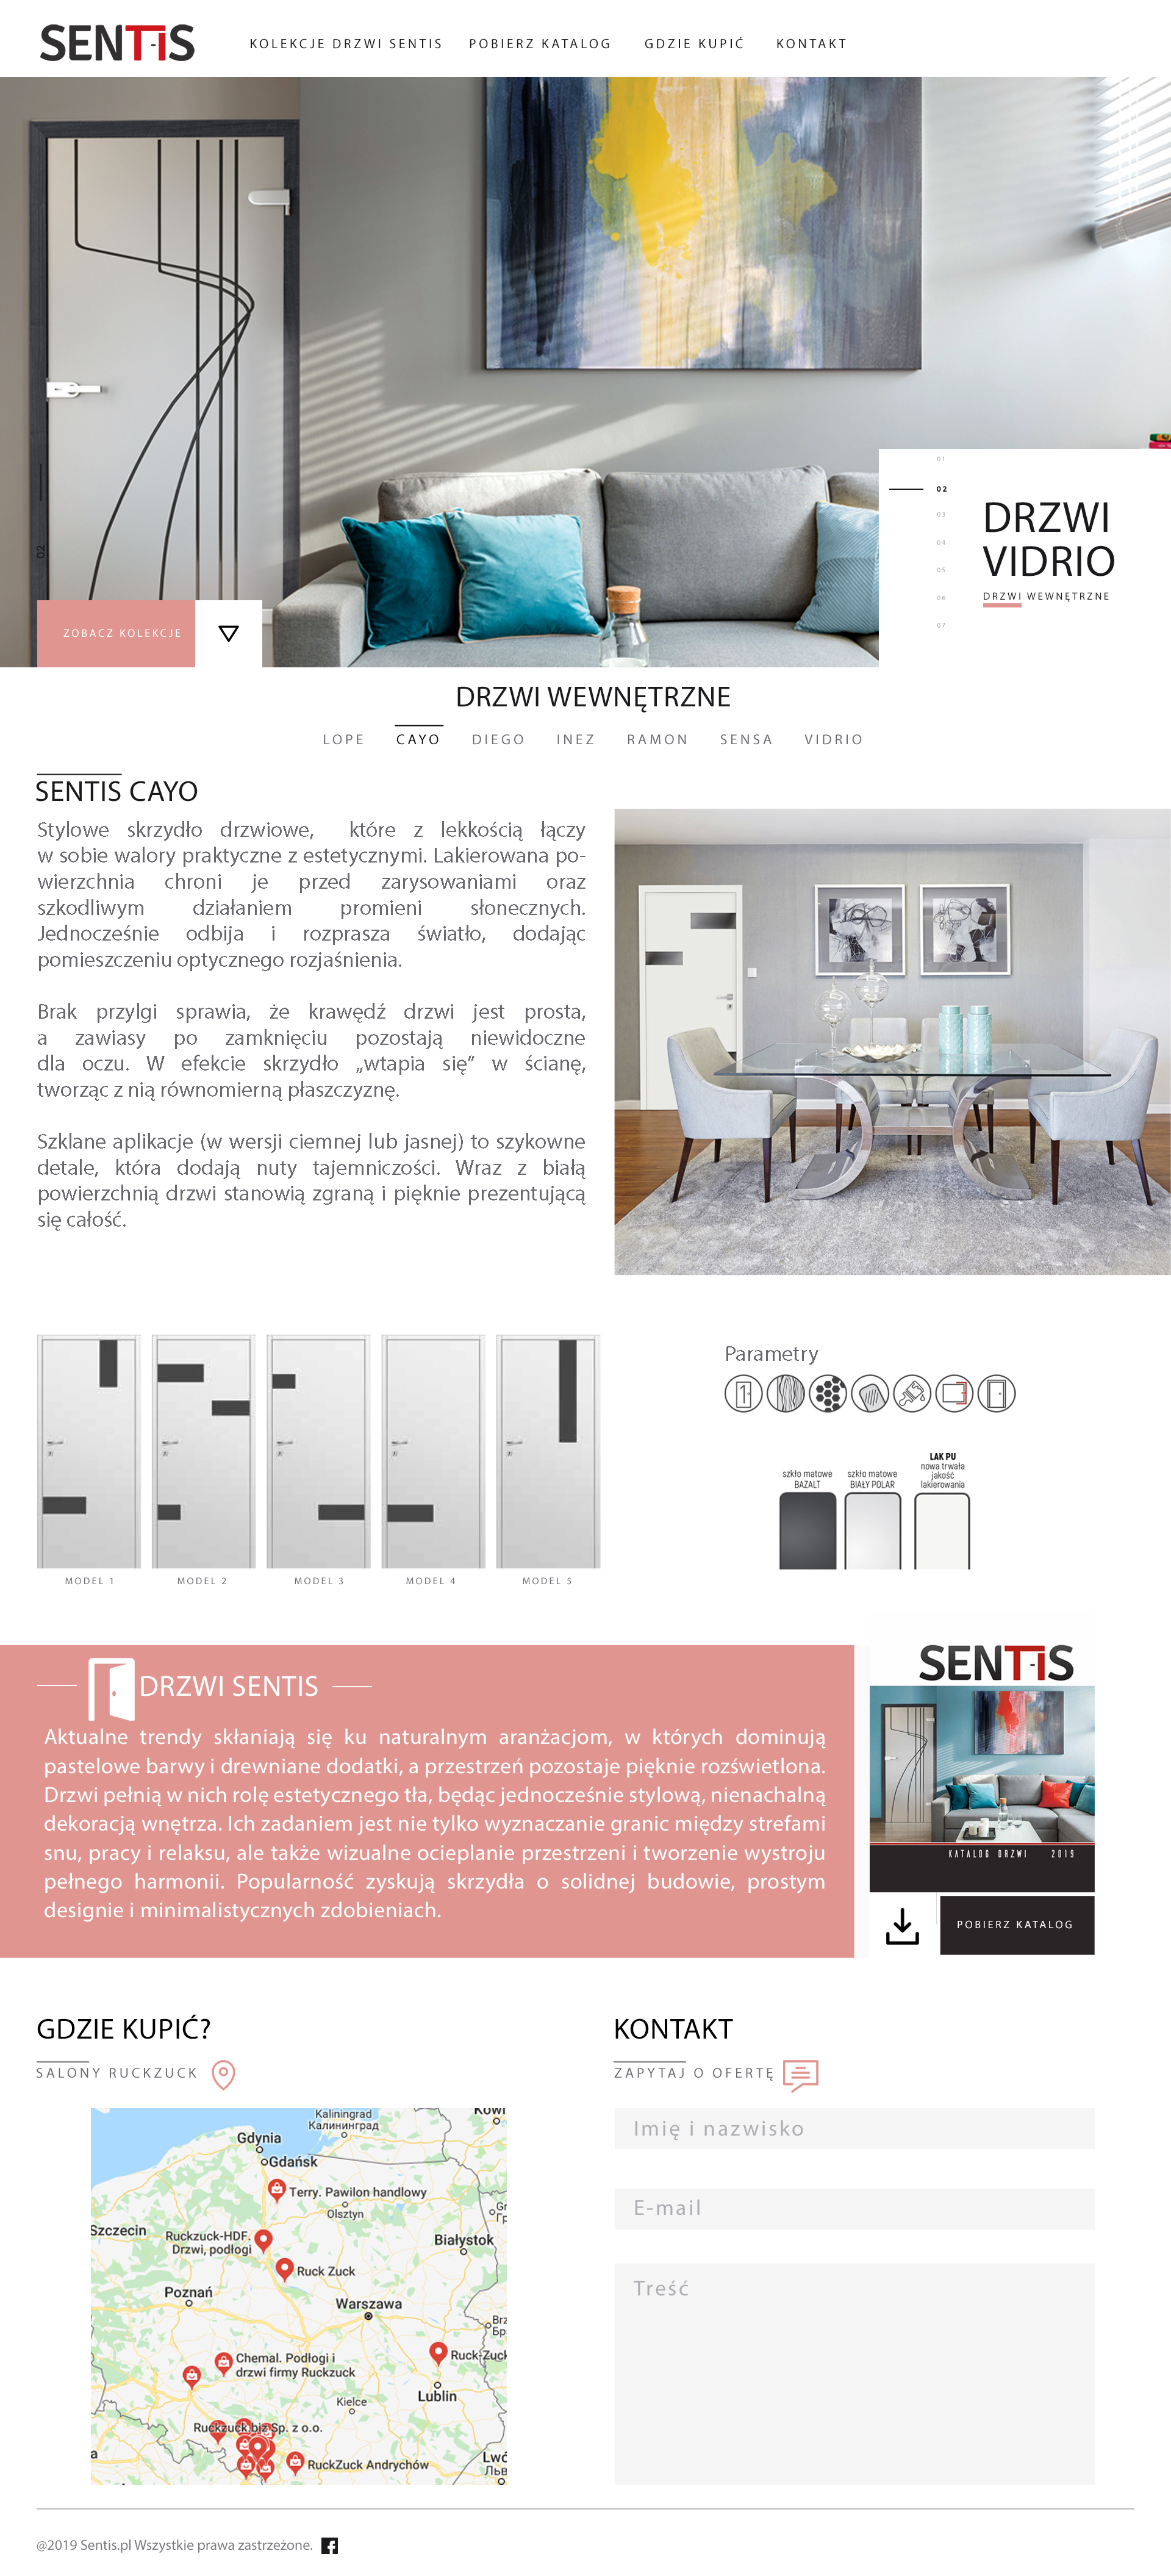 SENTIS
KOLEKCJE DRZWI SENTIS POBIERZ KATALOG GDZIE KUPIĆ KONTAKT
01
02
03
04
05
06
07
DRZWI
VIDRIO
DRZWI WEWNĘTRZNE
02
ZOBACZ KOLEKCJE
DRZWI WEWNĘTRZNE
LOPE CAYO DIEGO INEZ RAMON SENSA VIDRIO
SENTIS CAYO
Stylowe skrzydło drzwiowe, które z lekkością łączy
w sobie walory praktyczne z estetycznymi. Lakierowana po-
wierzchnia chroni je przed zarysowaniami oraz
szkodliwym działaniem promieni słonecznych.
Jednocześnie odbija i rozprasza światło, dodając
pomieszczeniu optycznego rozjaśnienia.
Brak przylgi sprawia, że krawędź drzwi jest prosta,
a zawiasy po zamknięciu pozostają niewidoczne
dla oczu. W efekcie skrzydło „wtapia się” w ścianę,
tworząc z nią równomierną płaszczyznę.
Szklane aplikacje (w wersji ciemnej lub jasnej) to szykowne
detale, która dodają nuty tajemniczości. Wraz z białą
powierzchnią drzwi stanowią zgraną i pięknie prezentującą
się całość.
MODEL 1 MODEL 2 MODEL 3 MODEL 4 MODEL 5
Parametry
szkło matowe
BAZALT
szkło matowe
BIAŁY POLAR
LAK PU
nowa trwała
jakość
lakierowania
DRZWI SENTIS
Aktualne trendy skłaniają się ku naturalnym aranżacjom, w których dominują
pastelowe barwy i drewniane dodatki, a przestrzeń pozostaje pięknie rozświetlona.
Drzwi pełnią w nich rolę estetycznego tła, będąc jednocześnie stylową, nienachalną
dekoracją wnętrza. Ich zadaniem jest nie tylko wyznaczanie granic między strefami
snu, pracy i relaksu, ale także wizualne ocieplanie przestrzeni i tworzenie wystroju
pełnego harmonii. Popularność zyskują skrzydła o solidnej budowie, prostym
designie i minimalistycznych zdobieniach.
SENTIS
KATALOG DRZWI 2019
POBIERZ KATALOG
GDZIE KUPIĆ?
SALONY RUCKZUCK
Kaliningrad
Калининград
Gdynia
Gdańsk
Terry. Pawilon handlowy
Olsztyn
Szczecin
Ruckzuck-HDF.
Drzwi, podłogi
Białystok
Ruck Zuck
Poznań
Warszawa
Ruck-Zuck
Chemal. Podłogi i
drzwi firmy Ruckzuck
Lublin
Kielce
Ruckzuck.biz Sp. z o.o.
RuckZuck Andrychów
KONTAKT
ZAPYTAJ O OFERTĘ
Imię i nazwisko
E-mail
Treść
@2019 Sentis.pl Wszystkie prawa zastrzeżone.